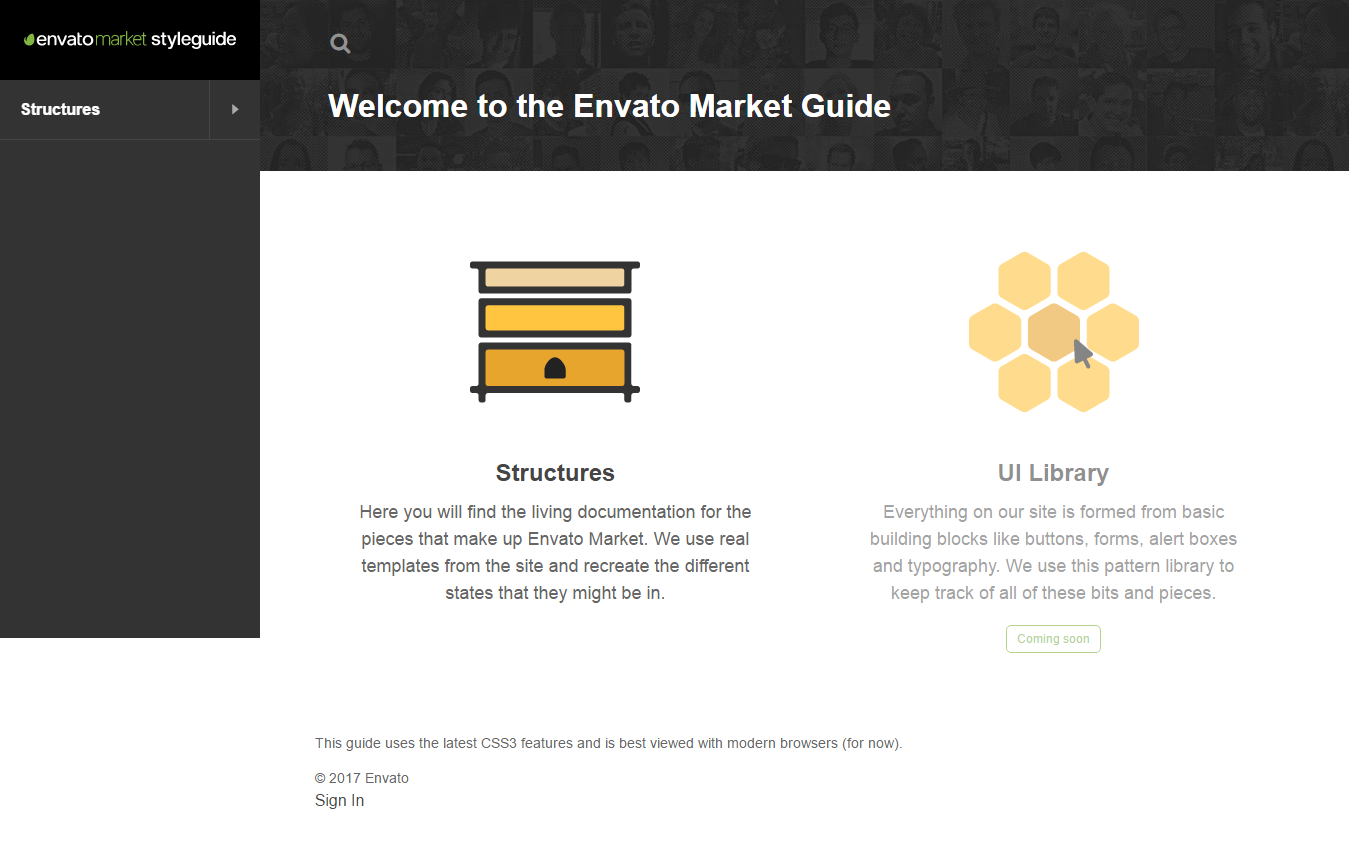 envato market styleguide
Structures
Welcome to the Envato Market Guide
Structures
Here you will find the living documentation for the
pieces that make up Envato Market. We use real
templates from the site and recreate the different
states that they might be in.
UI Library
Everything on our site is formed from basic
building blocks like buttons, forms, alert boxes
and typography. We use this pattern library to
keep track of all of these bits and pieces.
Coming soon
This guide uses the latest CSS3 features and is best viewed with modern browsers (for now).
© 2017 Envato
Sign In